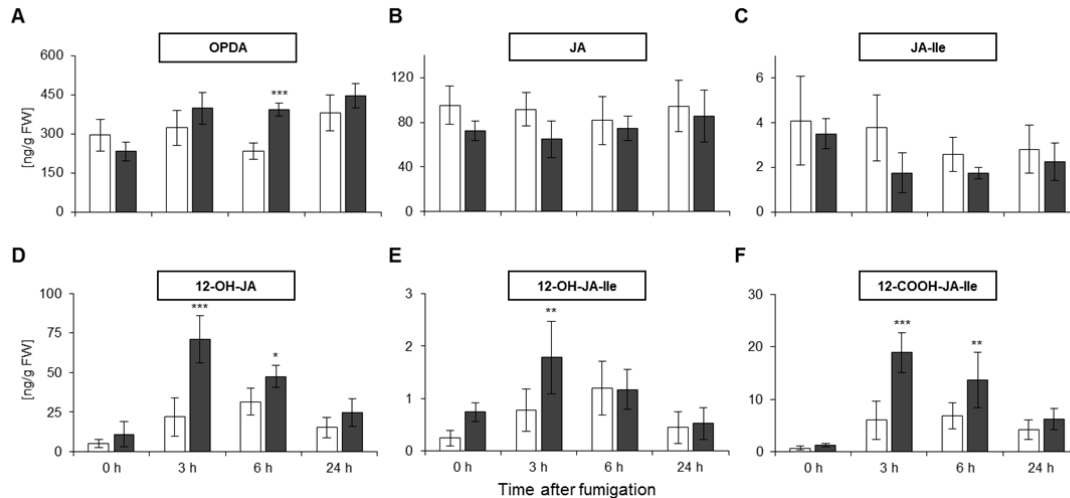 A
B
C
OPDA
JA
JA-Ile
600
450
300
150
0
[ng/g FW]
***
120
80
40
0
6
4
2
0
D
E
F
12-OH-JA
12-OH-JA-Ile
12-COOH-JA-Ile
100
75
50
25
0
[ng/g FW]
***
*
3
2
1
0
**
30
20
10
0
***
**
0 h 3 h 6 h 24 h
0 h 3 h 6 h 24 h
0 h 3 h 6 h 24 h
Time after fumigation